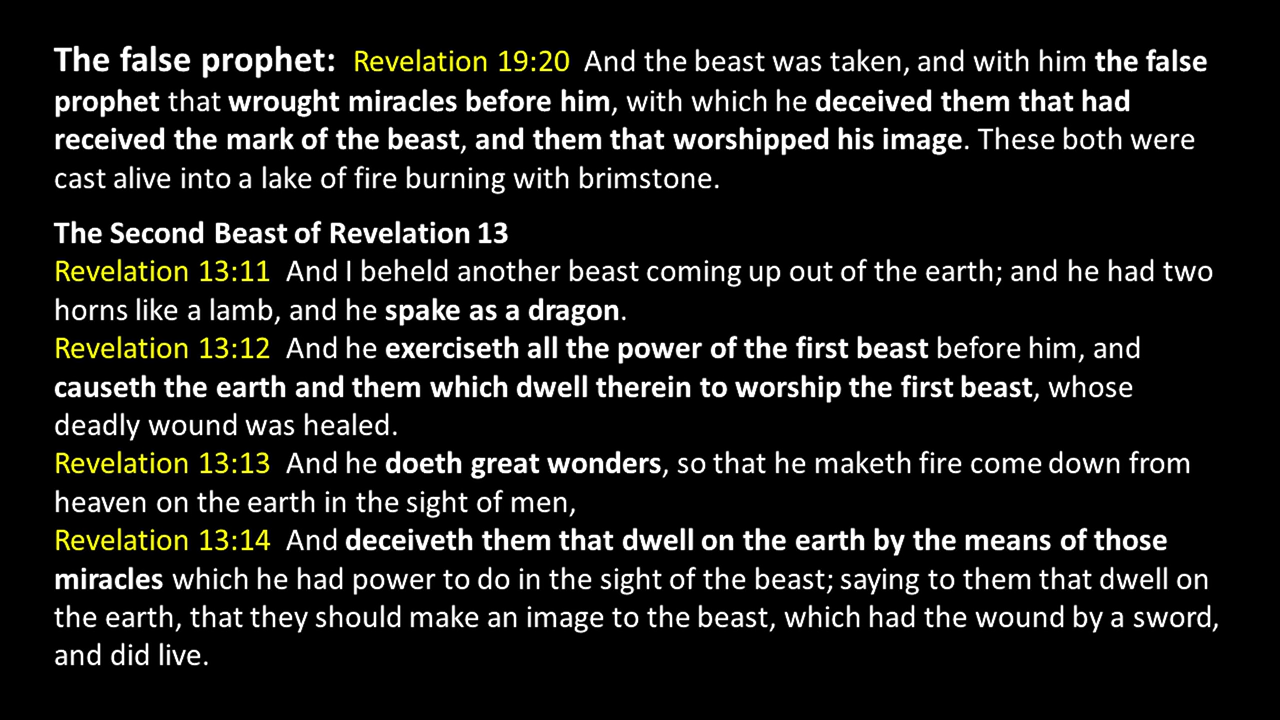 The false prophet: Revelation 19:20 And the beast was taken, and with him the false
prophet that wrought miracles before him, with which he deceived them that had
received the mark of the beast, and them that worshipped his image. These both were
cast alive into a lake of fire burning with brimstone.
The Second Beast of Revelation 13
Revelation 13:11 And I beheld another beast coming up out of the earth; and he had two
horns like a lamb, and he spake as a dragon.
Revelation 13:12 And he exerciseth all the power of the first beast before him, and
causeth the earth and them which dwell therein to worship the first beast, whose
deadly wound was healed.
Revelation 13:13 And he doeth great wonders, so that he maketh fire come down from
heaven on the earth in the sight of men,
Revelation 13:14 And deceiveth them that dwell on the earth by the means of those
miracles which he had power to do in the sight of the beast; saying to them that dwell on
the earth, that they should make an image to the beast, which had the wound by a sword,
and did live.